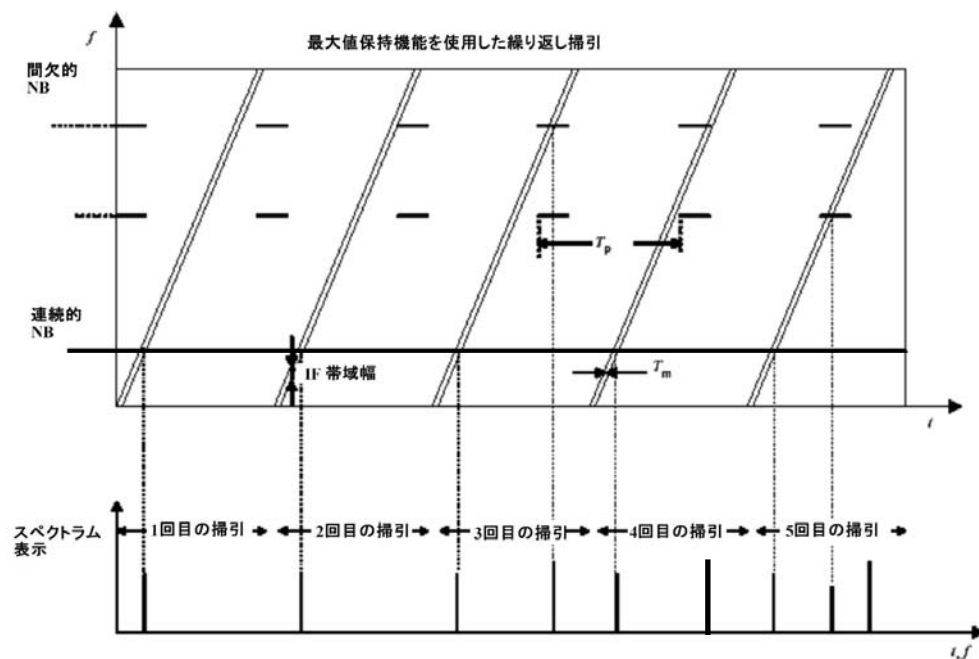 f
最大値保持機能を使用した繰り返し掃引
間欠的
NB
Tp
連続的
NB
IF 帯域幅
Tm
t
スペクトラム
表示
1回目の掃引
2回目の掃引
3回目の掃引
4回目の掃引
5回目の掃引
t,f